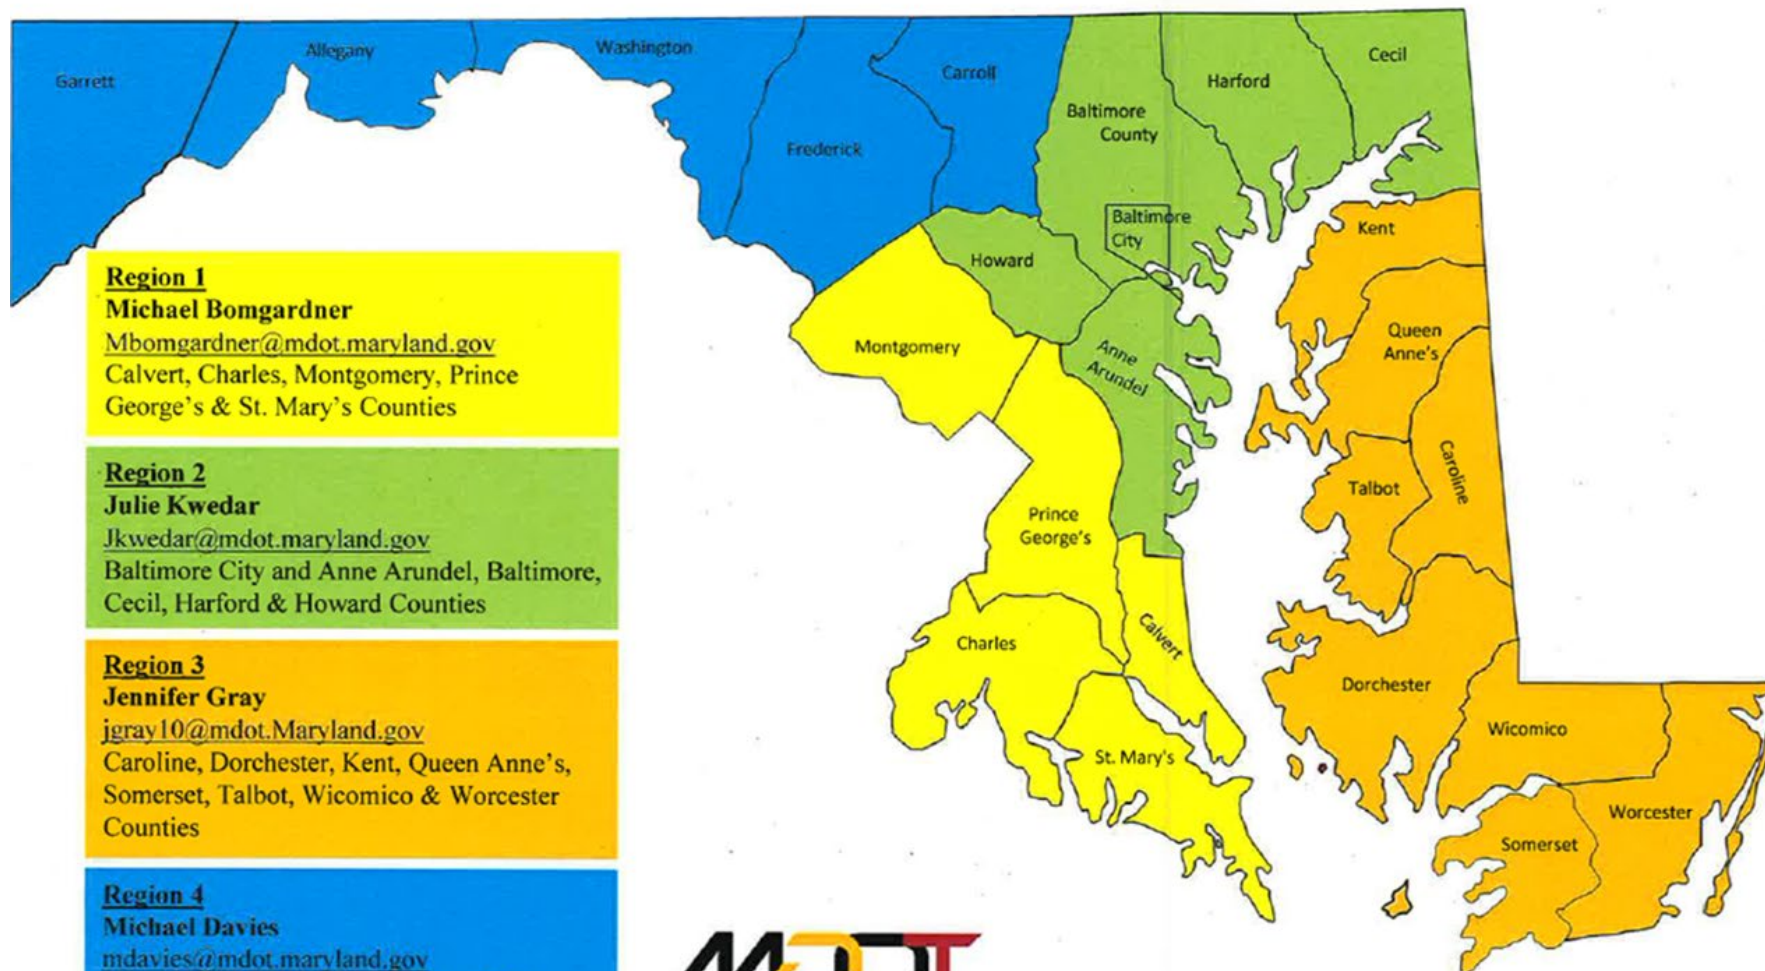 Garrett
Allegany
Washington
Frederick
Carroll
Baltimore
County
Harford
Cecil
Baltimore
City
Howard
Kent
Montgomery
Anne
Arundel
Queen
Anne's
Caroline
Talbot
Prince
George's
Charles
Calvert
St. Mary's
Dorchester
Wicomico
Worcester
Somerset
Region 1
Michael Bomgardner
Mbomgardner@mdot.maryland.gov
Calvert, Charles, Montgomery, Prince
George's & St. Mary's Counties
Region 2
Julie Kwedar
Jkwedar@mdot.maryland.gov
Baltimore City and Anne Arundel, Baltimore,
Cecil, Harford & Howard Counties
Region 3
Jennifer Gray
jgray10@mdot.Maryland.gov
Caroline, Dorchester, Kent, Queen Anne's,
Somerset, Talbot, Wicomico & Worcester
Counties
Region 4
Michael Davies
mdavies@mdot.maryland.gov
MDOT